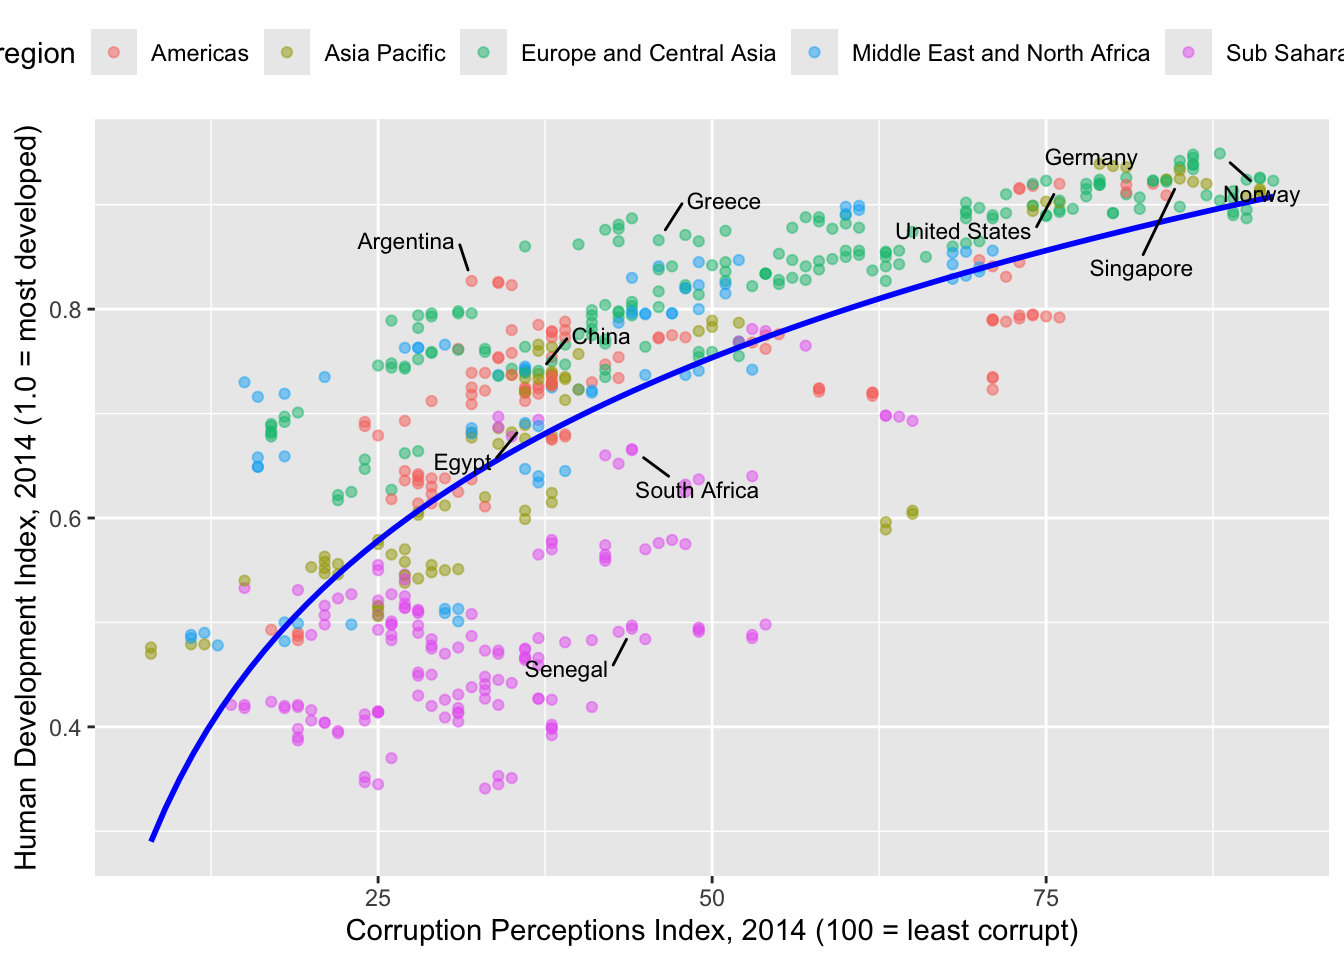 region Americas Asia Pacific Europe and Central Asia Middle East and North Africa Sub Sahara
Human Development Index, 2014 (1.0 = most developed)
0.8
0.6
0.4
Germany
Norway
Greece
United States
Argentina
Singapore
China
Egypt
South Africa
Senegal
25 50 75
Corruption Perceptions Index, 2014 (100 = least corrupt)